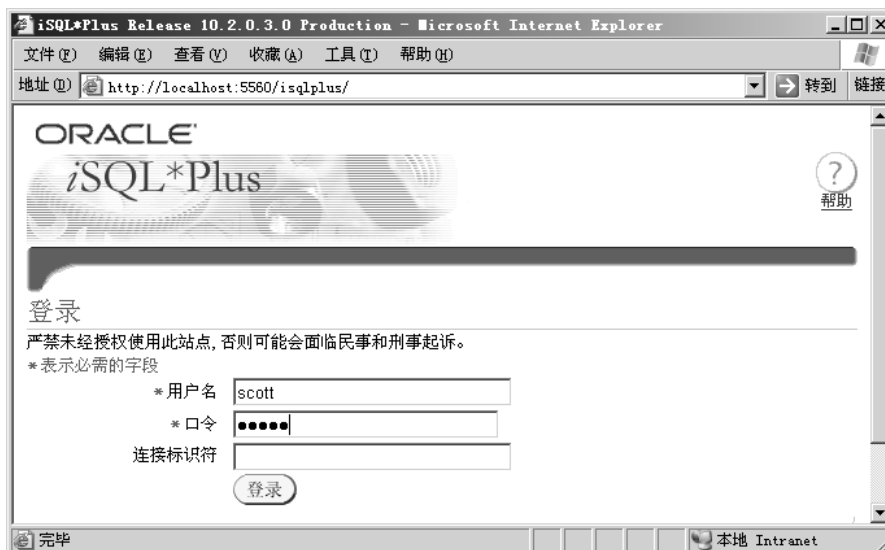 iSQL*Plus Release 10.2.0.3.0 Production - Microsoft Internet Explorer
文件(F) 编辑(E) 查看(V) 收藏(A) 工具(T) 帮助(H)
地址(D) http://localhost:5560/isqlplus/ 转到 链接
ORACLE
iSQL*Plus
?
帮助
登录
严禁未经授权使用此站点,否则可能会面临民事和刑事起诉。
*表示必需的字段
*用户名 scott
*口令 ●●●●●
连接标识符
登录
完毕 本地 Intranet